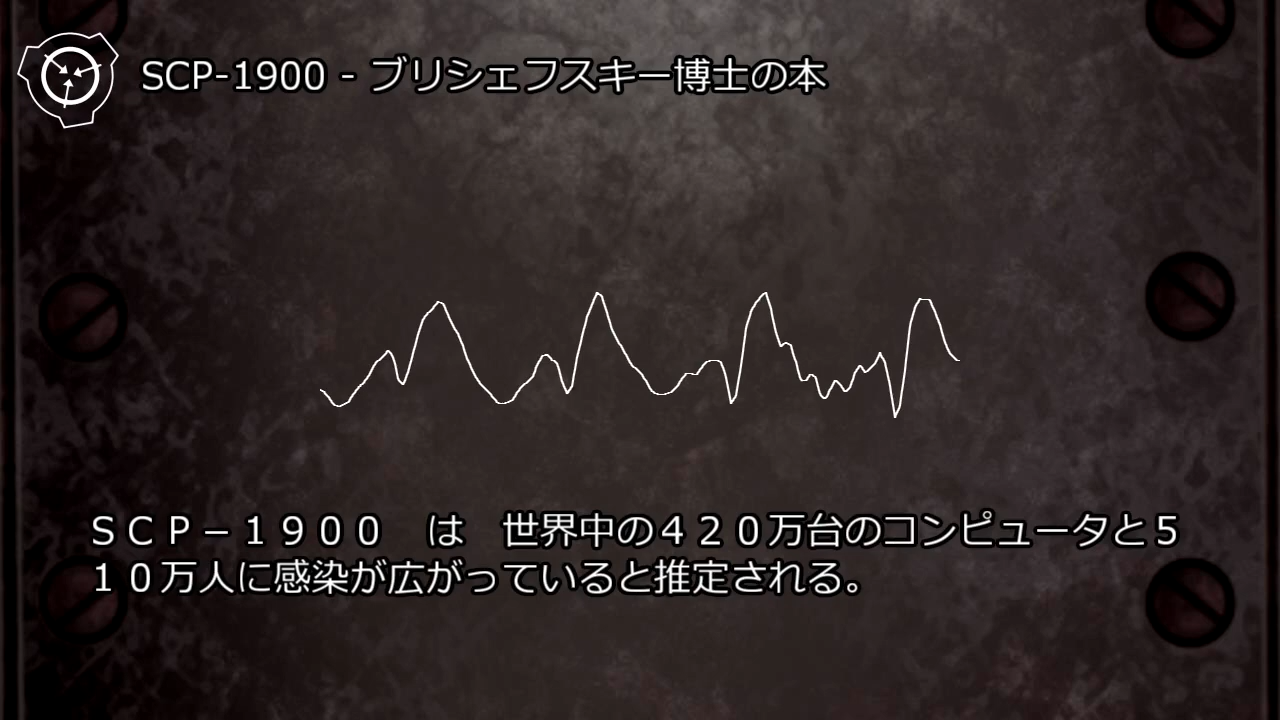 SCP-1900 - ブリシェフスキー博士の本
ＳＣＰ－１９００　は　世界中の４２０万台のコンピュータと５
１０万人に感染が広がっていると推定される。